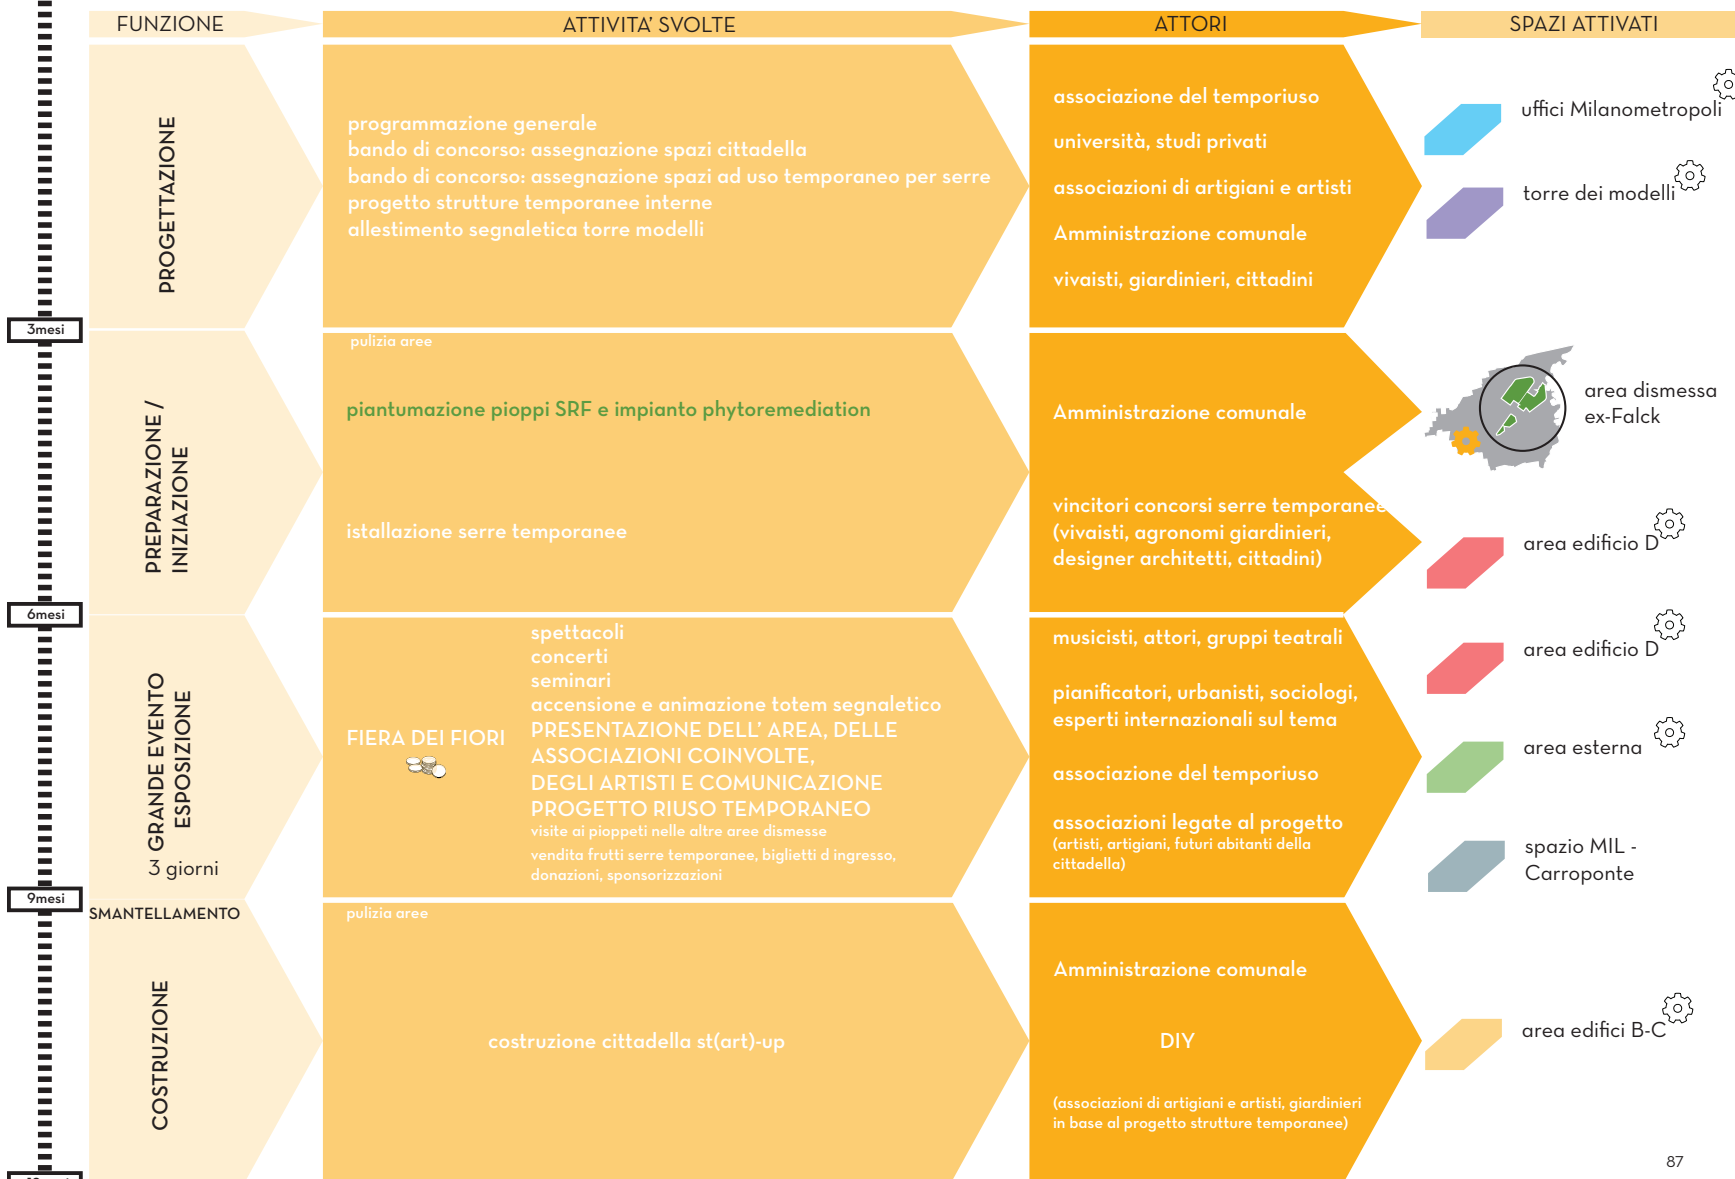 FUNZIONE
ATTIVITA' SVOLTE
ATTORI
SPAZI ATTIVATI
PROGETTAZIONE
programmazione generale
bando di concorso: assegnazione spazi cittadella
bando di concorso: assegnazione spazi ad uso temporaneo per serre
progetto strutture temporanee interne
allestimento segnaletica torre modelli
associazione del temporiuso
università, studi privati
associazioni di artigiani e artisti
Amministrazione comunale
vivaisti, giardinieri, cittadini
uffici Milanometropoli
torre dei modelli
3mesi
PREPARAZIONE /
INIZIAZIONE
pulizia aree
piantumazione pioppi SRF e impianto phytoremediation
istallazione serre temporanee
Amministrazione comunale
vincitori concorsi serre temporanee
(vivaisti, agronomi giardinieri,
designer architetti, cittadini)
area dismessa
ex-Falck
area edificio D
6mesi
GRANDE EVENTO
ESPOSIZIONE
3 giorni
FIERA DEI FIORI
spettacoli
concerti
seminari
accensione e animazione totem segnaletico
PRESENTAZIONE DELL' AREA, DELLE
ASSOCIAZIONI COINVOLTE,
DEGLI ARTISTI E COMUNICAZIONE
PROGETTO RIUSO TEMPORANEO
visite ai pioppeti nelle altre aree dismesse
vendita frutti serre temporanee, biglietti d ingresso,
donazioni, sponsorizzazioni
musicisti, attori, gruppi teatrali
pianificatori, urbanisti, sociologi,
esperti internazionali sul tema
associazione del temporiuso
associazioni legate al progetto
(artisti, artigiani, futuri abitanti della
cittadella)
area edificio D
area esterna
spazio MIL -
Carroponte
9mesi
SMANTELLAMENTO
COSTRUZIONE
pulizia aree
costruzione cittadella st(art)-up
Amministrazione comunale
DIY
(associazioni di artigiani e artisti, giardinieri
in base al progetto strutture temporanee)
area edifici B-C
87